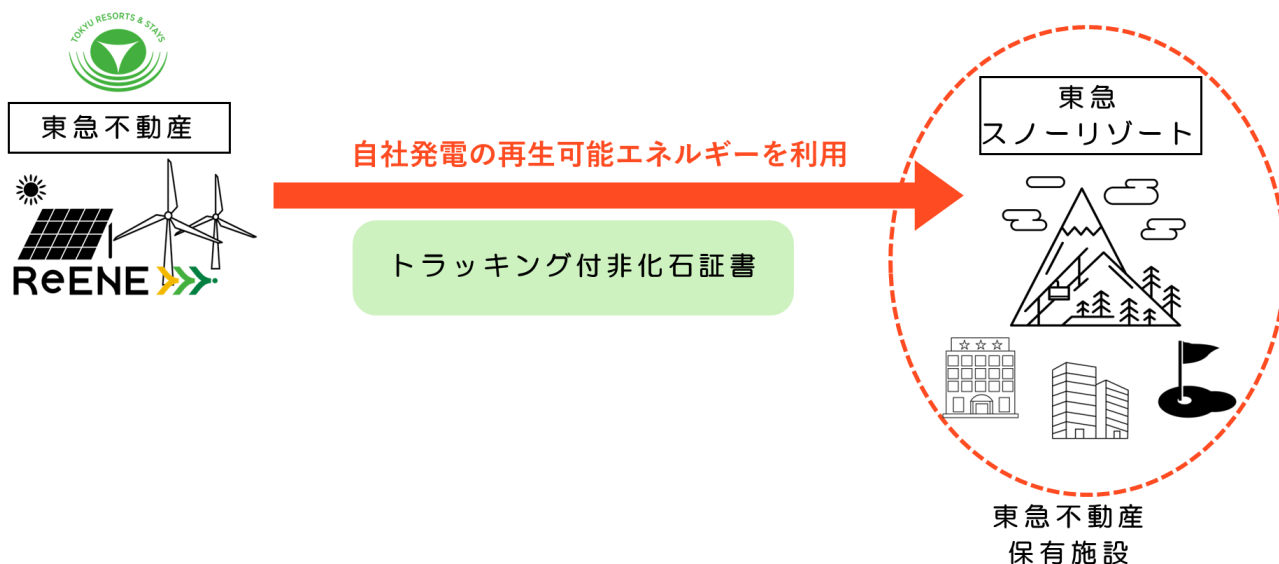 TOKYU RESORTS & STAYS
東急不動産
ReENE
自社発電の再生可能エネルギーを利用
トラッキング付非化石証書
東急
スノーリゾート
東急不動産
保有施設